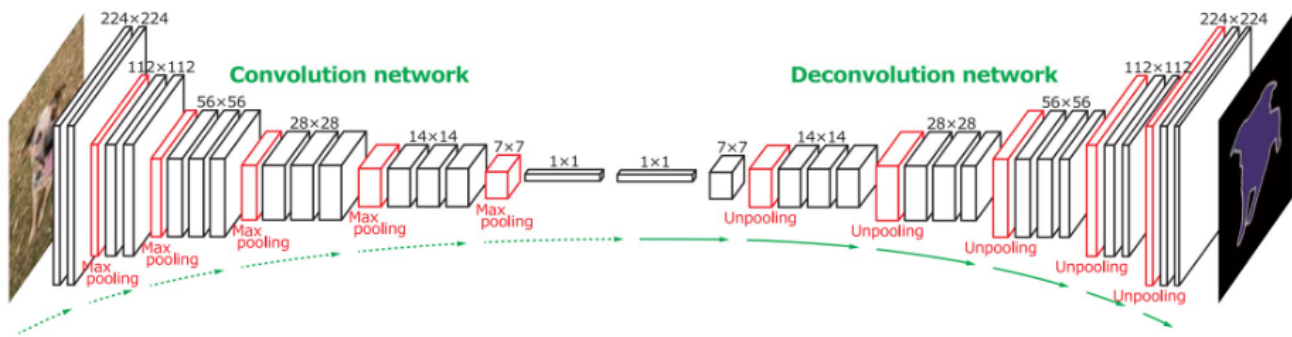 224×224
112×112
Convolution network
56×56
28×28
14×14
7×7
1×1
1×1
7×7
14×14
28×28
Deconvolution network
56×56
112×112
224×224
Max
pooling
Max
pooling
Max
pooling
Max
pooling
Max
pooling
Unpooling
Unpooling
Unpooling
Unpooling
Unpooling